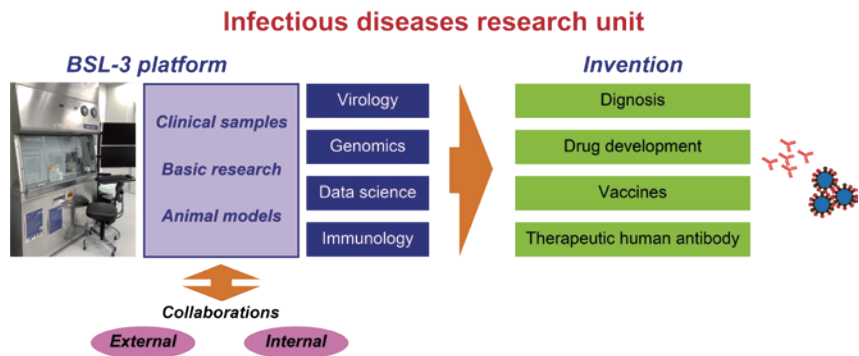 Infectious diseases research unit
BSL-3 platform
Clinical samples
Basic research
Animal models
Virology
Genomics
Data science
Immunology
Invention
Dignosis
Drug development
Vaccines
Therapeutic human antibody
Collaborations
External
Internal